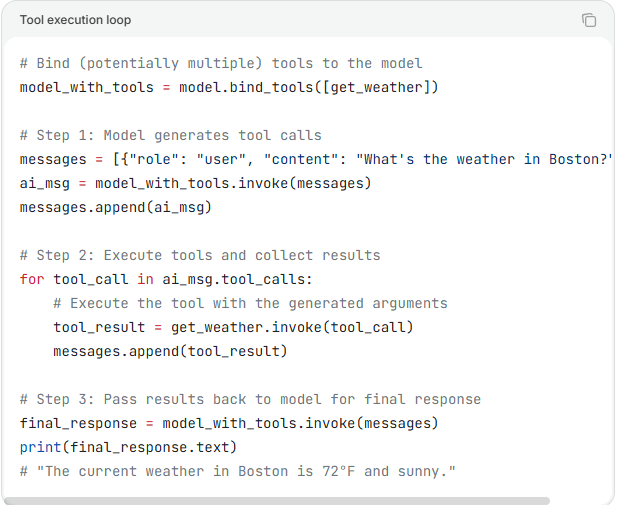 Tool execution loop
# Bind (potentially multiple) tools to the model
model_with_tools = model.bind_tools([get_weather])
# Step 1: Model generates tool calls
messages = [{"role": "user", "content": "What's the weather in Boston?"
ai_msg = model_with_tools.invoke(messages)
messages.append(ai_msg)
# Step 2: Execute tools and collect results
for tool_call in ai_msg.tool_calls:
    # Execute the tool with the generated arguments
    tool_result = get_weather.invoke(tool_call)
    messages.append(tool_result)
# Step 3: Pass results back to model for final response
final_response = model_with_tools.invoke(messages)
print(final_response.text)
# "The current weather in Boston is 72°F and sunny."